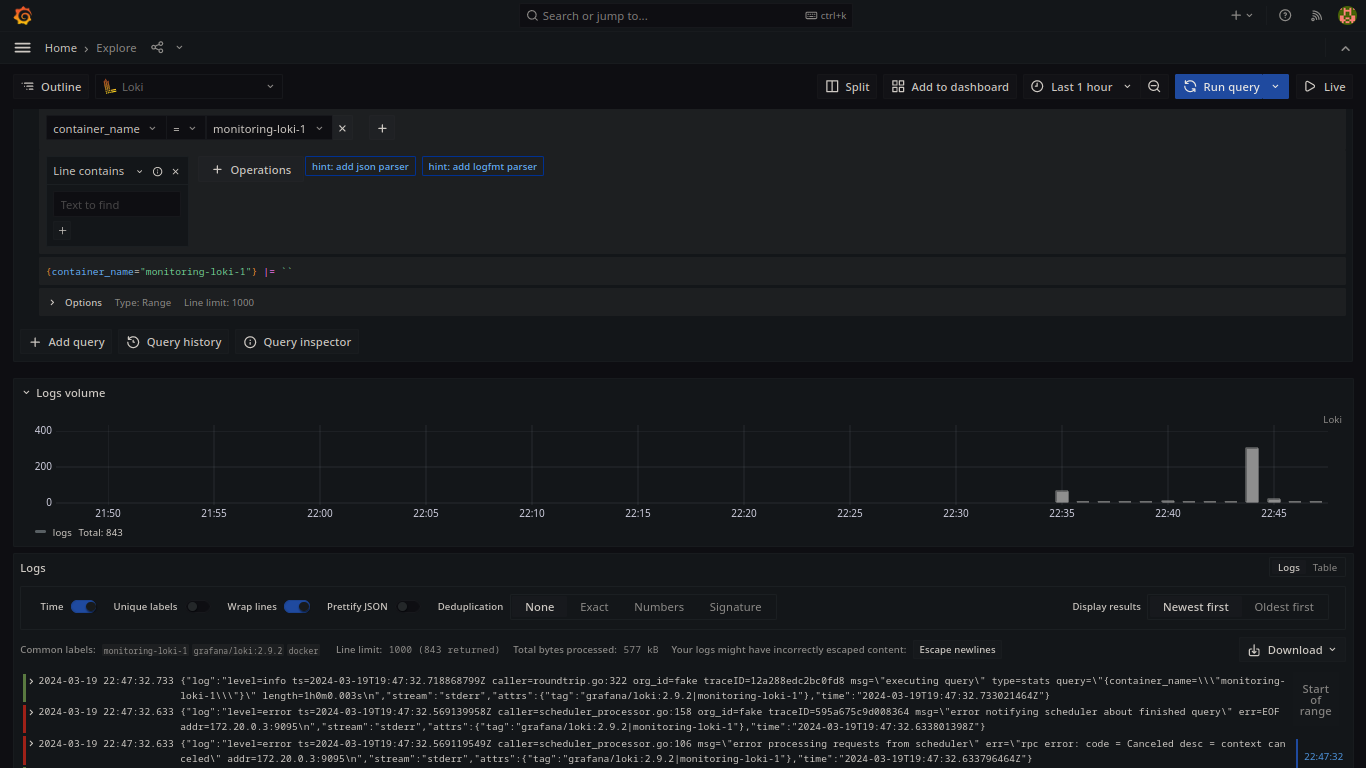 Search or jump to...
ctrl+k
Home › Explore
Outline
Loki
Split
Add to dashboard
Last 1 hour
Run query
Live
container_name
=
monitoring-loki-1
Line contains
Operations
hint: add json parser
hint: add logfmt parser
Text to find
{container_name="monitoring-loki-1"} |= ``
Options
Type: Range
Line limit: 1000
Add query
Query history
Query inspector
Logs volume
Loki
400
200
0
21:50 21:55 22:00 22:05 22:10 22:15 22:20 22:25 22:30 22:35 22:40 22:45
logs Total: 843
Logs
Logs Table
Time
Unique labels
Wrap lines
Prettify JSON
Deduplication
None Exact Numbers Signature
Display results
Newest first Oldest first
Common labels: monitoring-loki-1 grafana/loki:2.9.2 docker Line limit: 1000 (843 returned) Total bytes processed: 577 kB Your logs might have incorrectly escaped content: Escape newlines
Download
2024-03-19 22:47:32.733 {"log":"level=info ts=2024-03-19T19:47:32.718868799Z caller=roundtrip.go:322 org_id=fake traceID=12a288edc2bc0fd8 msg=\"executing query\" type=stats query=\"{container_name=\\\"monitoring-
loki-1\\\"}\" length=1h0m0.003s\n","stream":"stderr","attrs":{"tag":"grafana/loki:2.9.2|monitoring-loki-1"},"time":"2024-03-19T19:47:32.733021464Z"}
2024-03-19 22:47:32.633 {"log":"level=error ts=2024-03-19T19:47:32.569139958Z caller=scheduler_processor.go:158 org_id=fake traceID=595a675c9d008364 msg=\"error notifying scheduler about finished query\" err=EOF
addr=172.20.0.3:9095\n","stream":"stderr","attrs":{"tag":"grafana/loki:2.9.2|monitoring-loki-1"},"time":"2024-03-19T19:47:32.633801398Z"}
2024-03-19 22:47:32.633 {"log":"level=error ts=2024-03-19T19:47:32.569119549Z caller=scheduler_processor.go:106 msg=\"error processing requests from scheduler\" err=\"rpc error: code = Canceled desc = context can
celed\" addr=172.20.0.3:9095\n","stream":"stderr","attrs":{"tag":"grafana/loki:2.9.2|monitoring-loki-1"},"time":"2024-03-19T19:47:32.633796464Z"}
Start
of
range
22:47:32